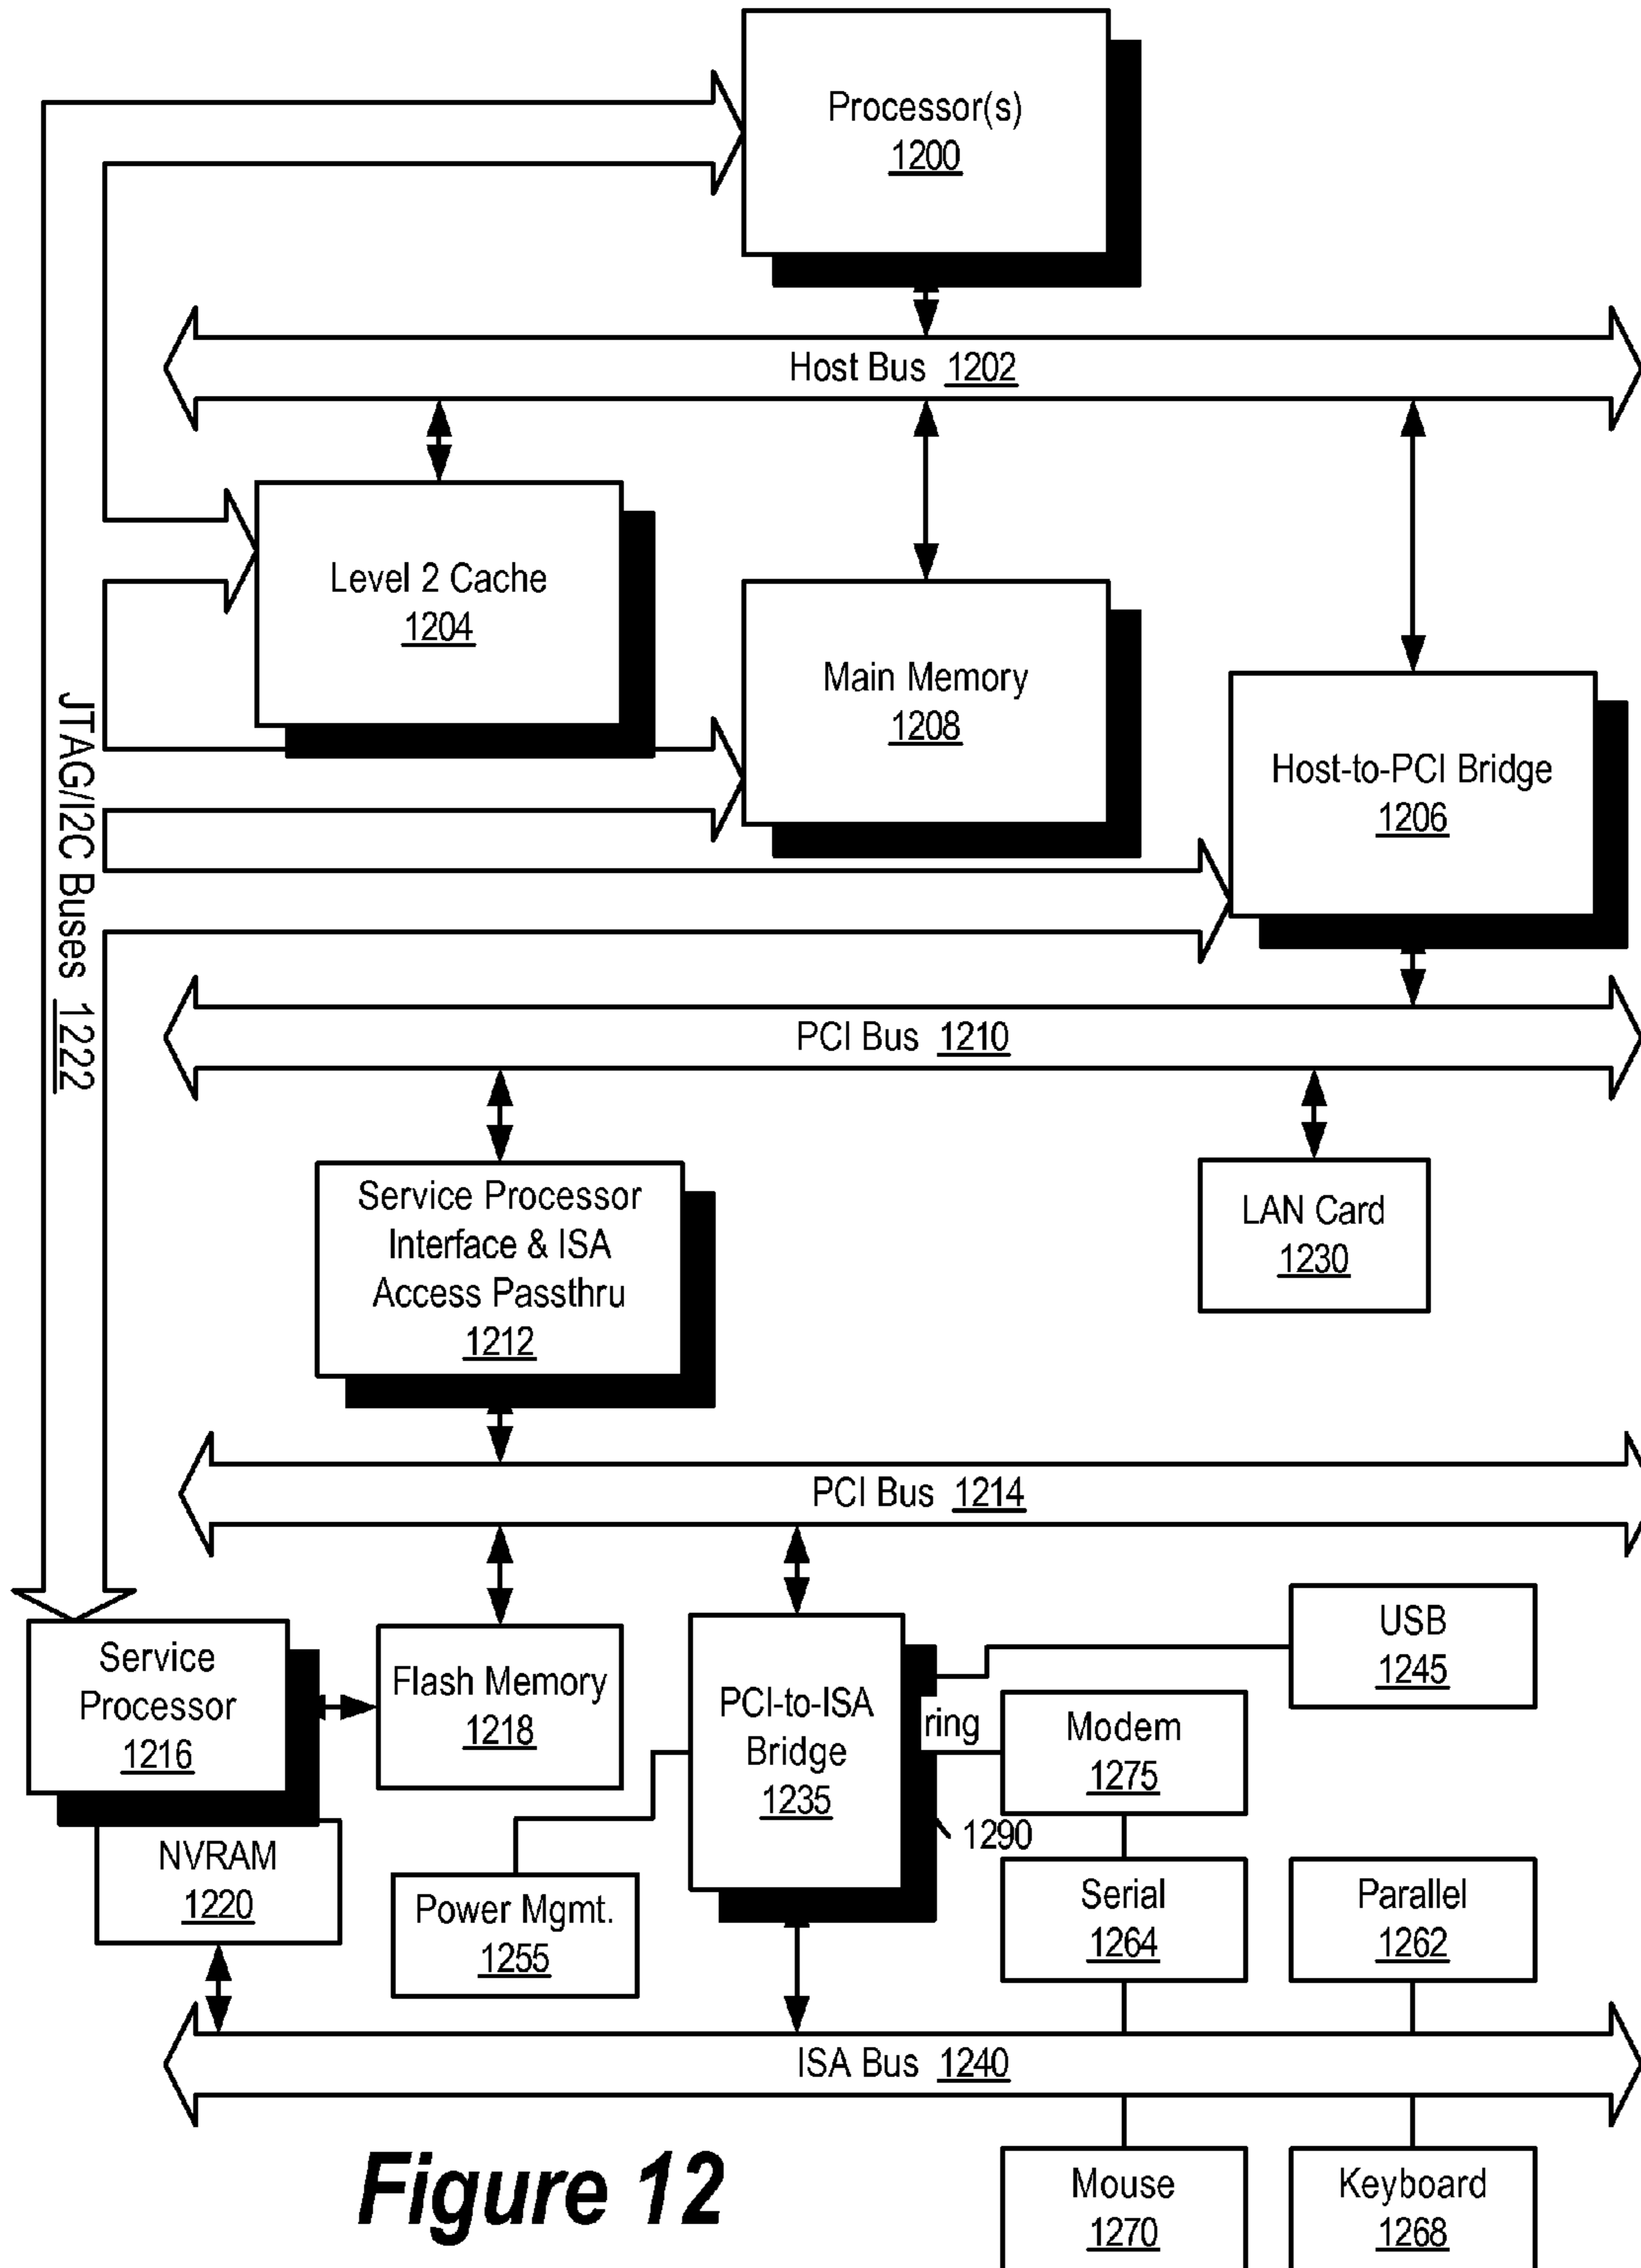 Processor(s)
1200
Host Bus 1202
Level 2 Cache
1204
Main Memory
1208
Host-to-PCI Bridge
1206
JTAG/I2C Buses 1222
PCI Bus 1210
Service Processor
Interface & ISA
Access Passthru
1212
LAN Card
1230
PCI Bus 1214
Service
Processor
1216
Flash Memory
1218
PCI-to-ISA
Bridge
1235
USB
1245
ring
Modem
1275
1290
NVRAM
1220
Power Mgmt.
1255
Serial
1264
Parallel
1262
ISA Bus 1240
Figure 12
Mouse
1270
Keyboard
1268